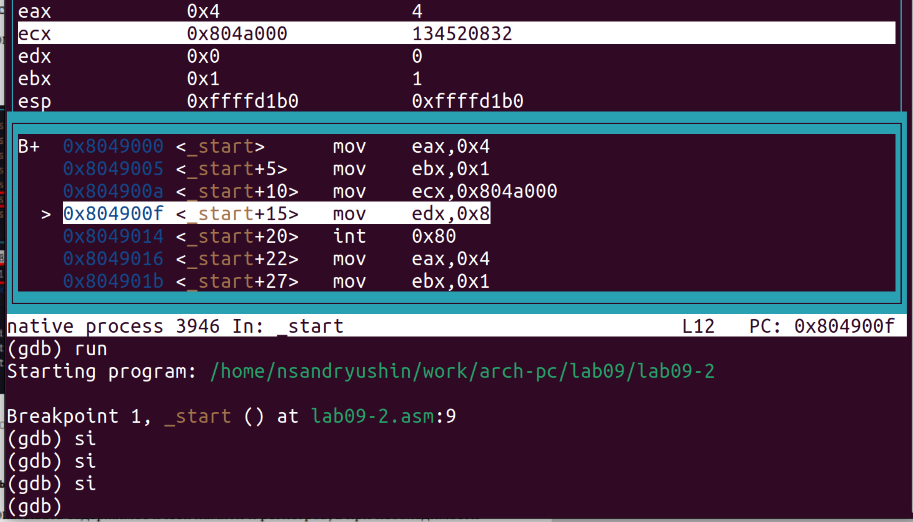 eax 0x4 4
ecx 0x804a000 134520832
edx 0x0 0
ebx 0x1 1
esp 0xffffd1b0 0xffffd1b0
B+ 0x8049000 <_start> mov eax,0x4
0x8049005 <_start+5> mov ebx,0x1
0x804900a <_start+10> mov ecx,0x804a000
> 0x804900f <_start+15> mov edx,0x8
0x8049014 <_start+20> int 0x80
0x8049016 <_start+22> mov eax,0x4
0x804901b <_start+27> mov ebx,0x1
native process 3946 In: _start L12 PC: 0x804900f
(gdb) run
Starting program: /home/nsandryushin/work/arch-pc/lab09/lab09-2
Breakpoint 1, _start () at lab09-2.asm:9
(gdb) si
(gdb) si
(gdb) si
(gdb)